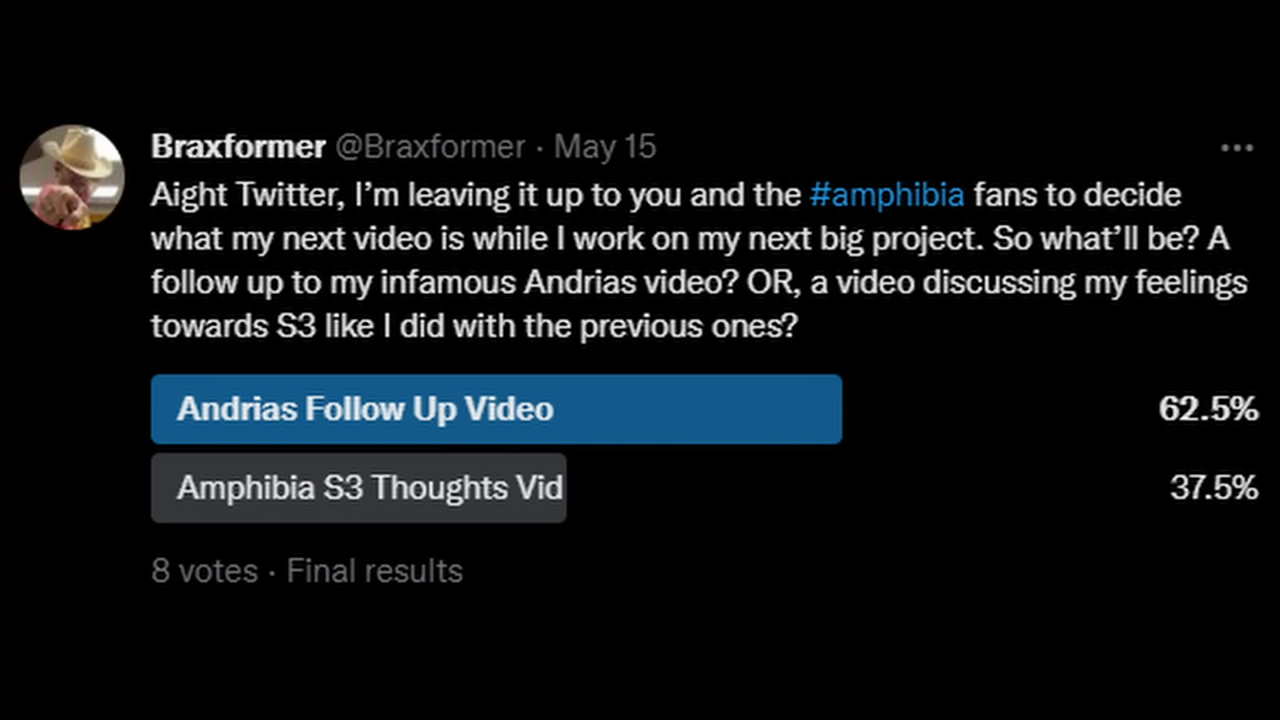 Braxformer @Braxformer · May 15
Aight Twitter, I’m leaving it up to you and the #amphibia fans to decide
what my next video is while I work on my next big project. So what’ll be? A
follow up to my infamous Andrias video? OR, a video discussing my feelings
towards S3 like I did with the previous ones?
Andrias Follow Up Video 62.5%
Amphibia S3 Thoughts Vid 37.5%
8 votes · Final results